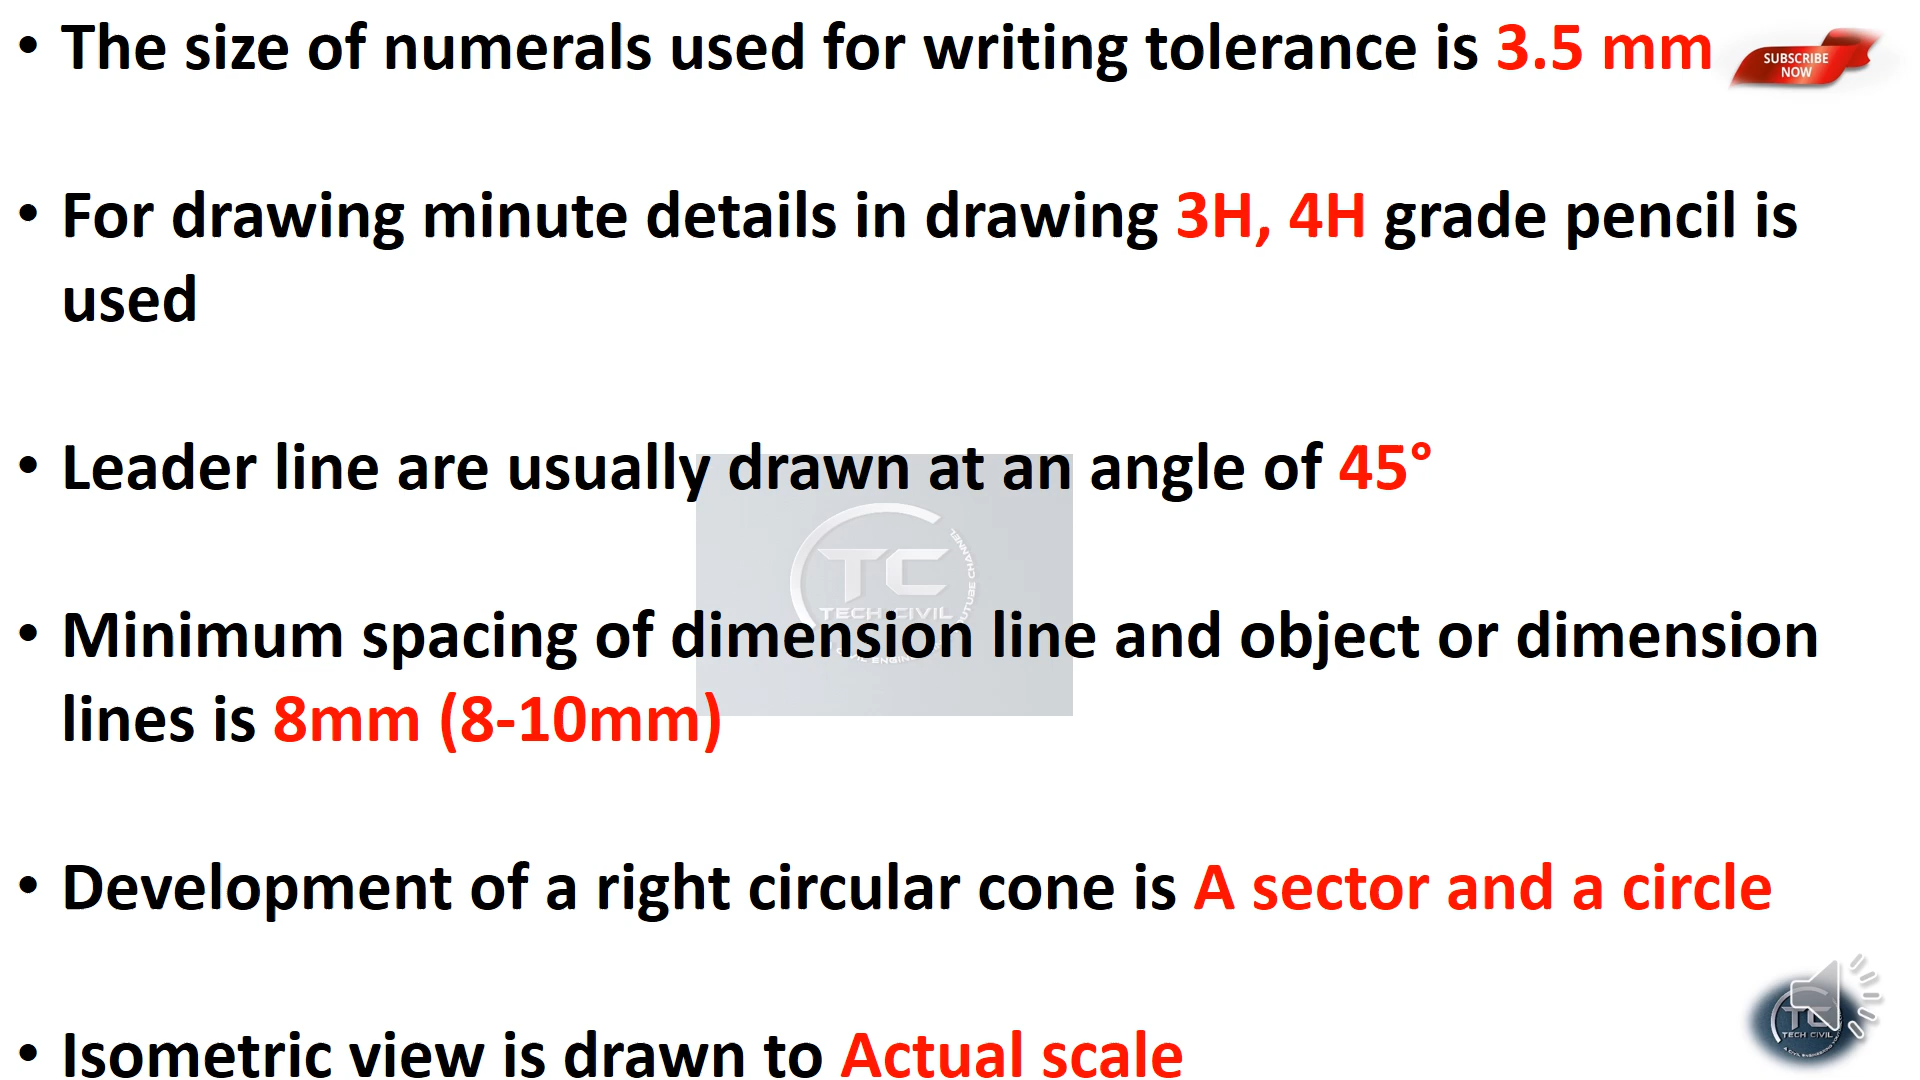 • The size of numerals used for writing tolerance is 3.5 mm
SUBSCRIBE
NOW
• For drawing minute details in drawing 3H, 4H grade pencil is
used
• Leader line are usually drawn at an angle of 45°
TC
TECH CIVIL
• Minimum spacing of dimension line and object or dimension
lines is 8mm (8-10mm)
• Development of a right circular cone is A sector and a circle
TECH CIVIL
• Isometric view is drawn to Actual scale